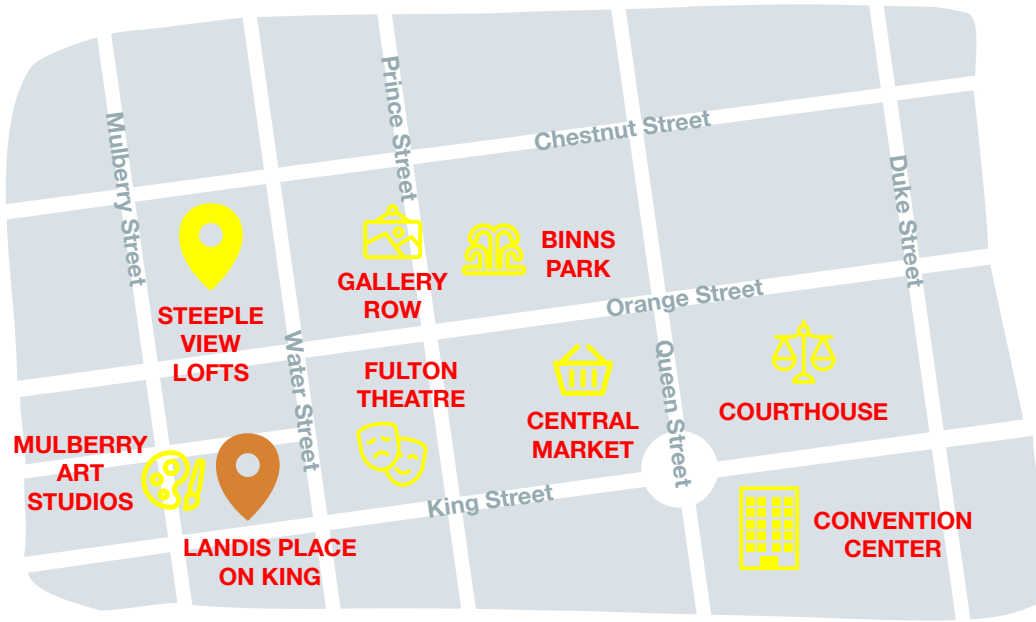 Prince Street
Chestnut Street
Mulberry Street
Duke Street
BINNS
PARK
GALLERY
ROW
Orange Street
STEEPLE
VIEW
LOFTS
Water Street
Queen Street
FULTON
THEATRE
CENTRAL
MARKET
COURTHOUSE
MULBERRY
ART
STUDIOS
King Street
LANDIS PLACE
ON KING
CONVENTION
CENTER